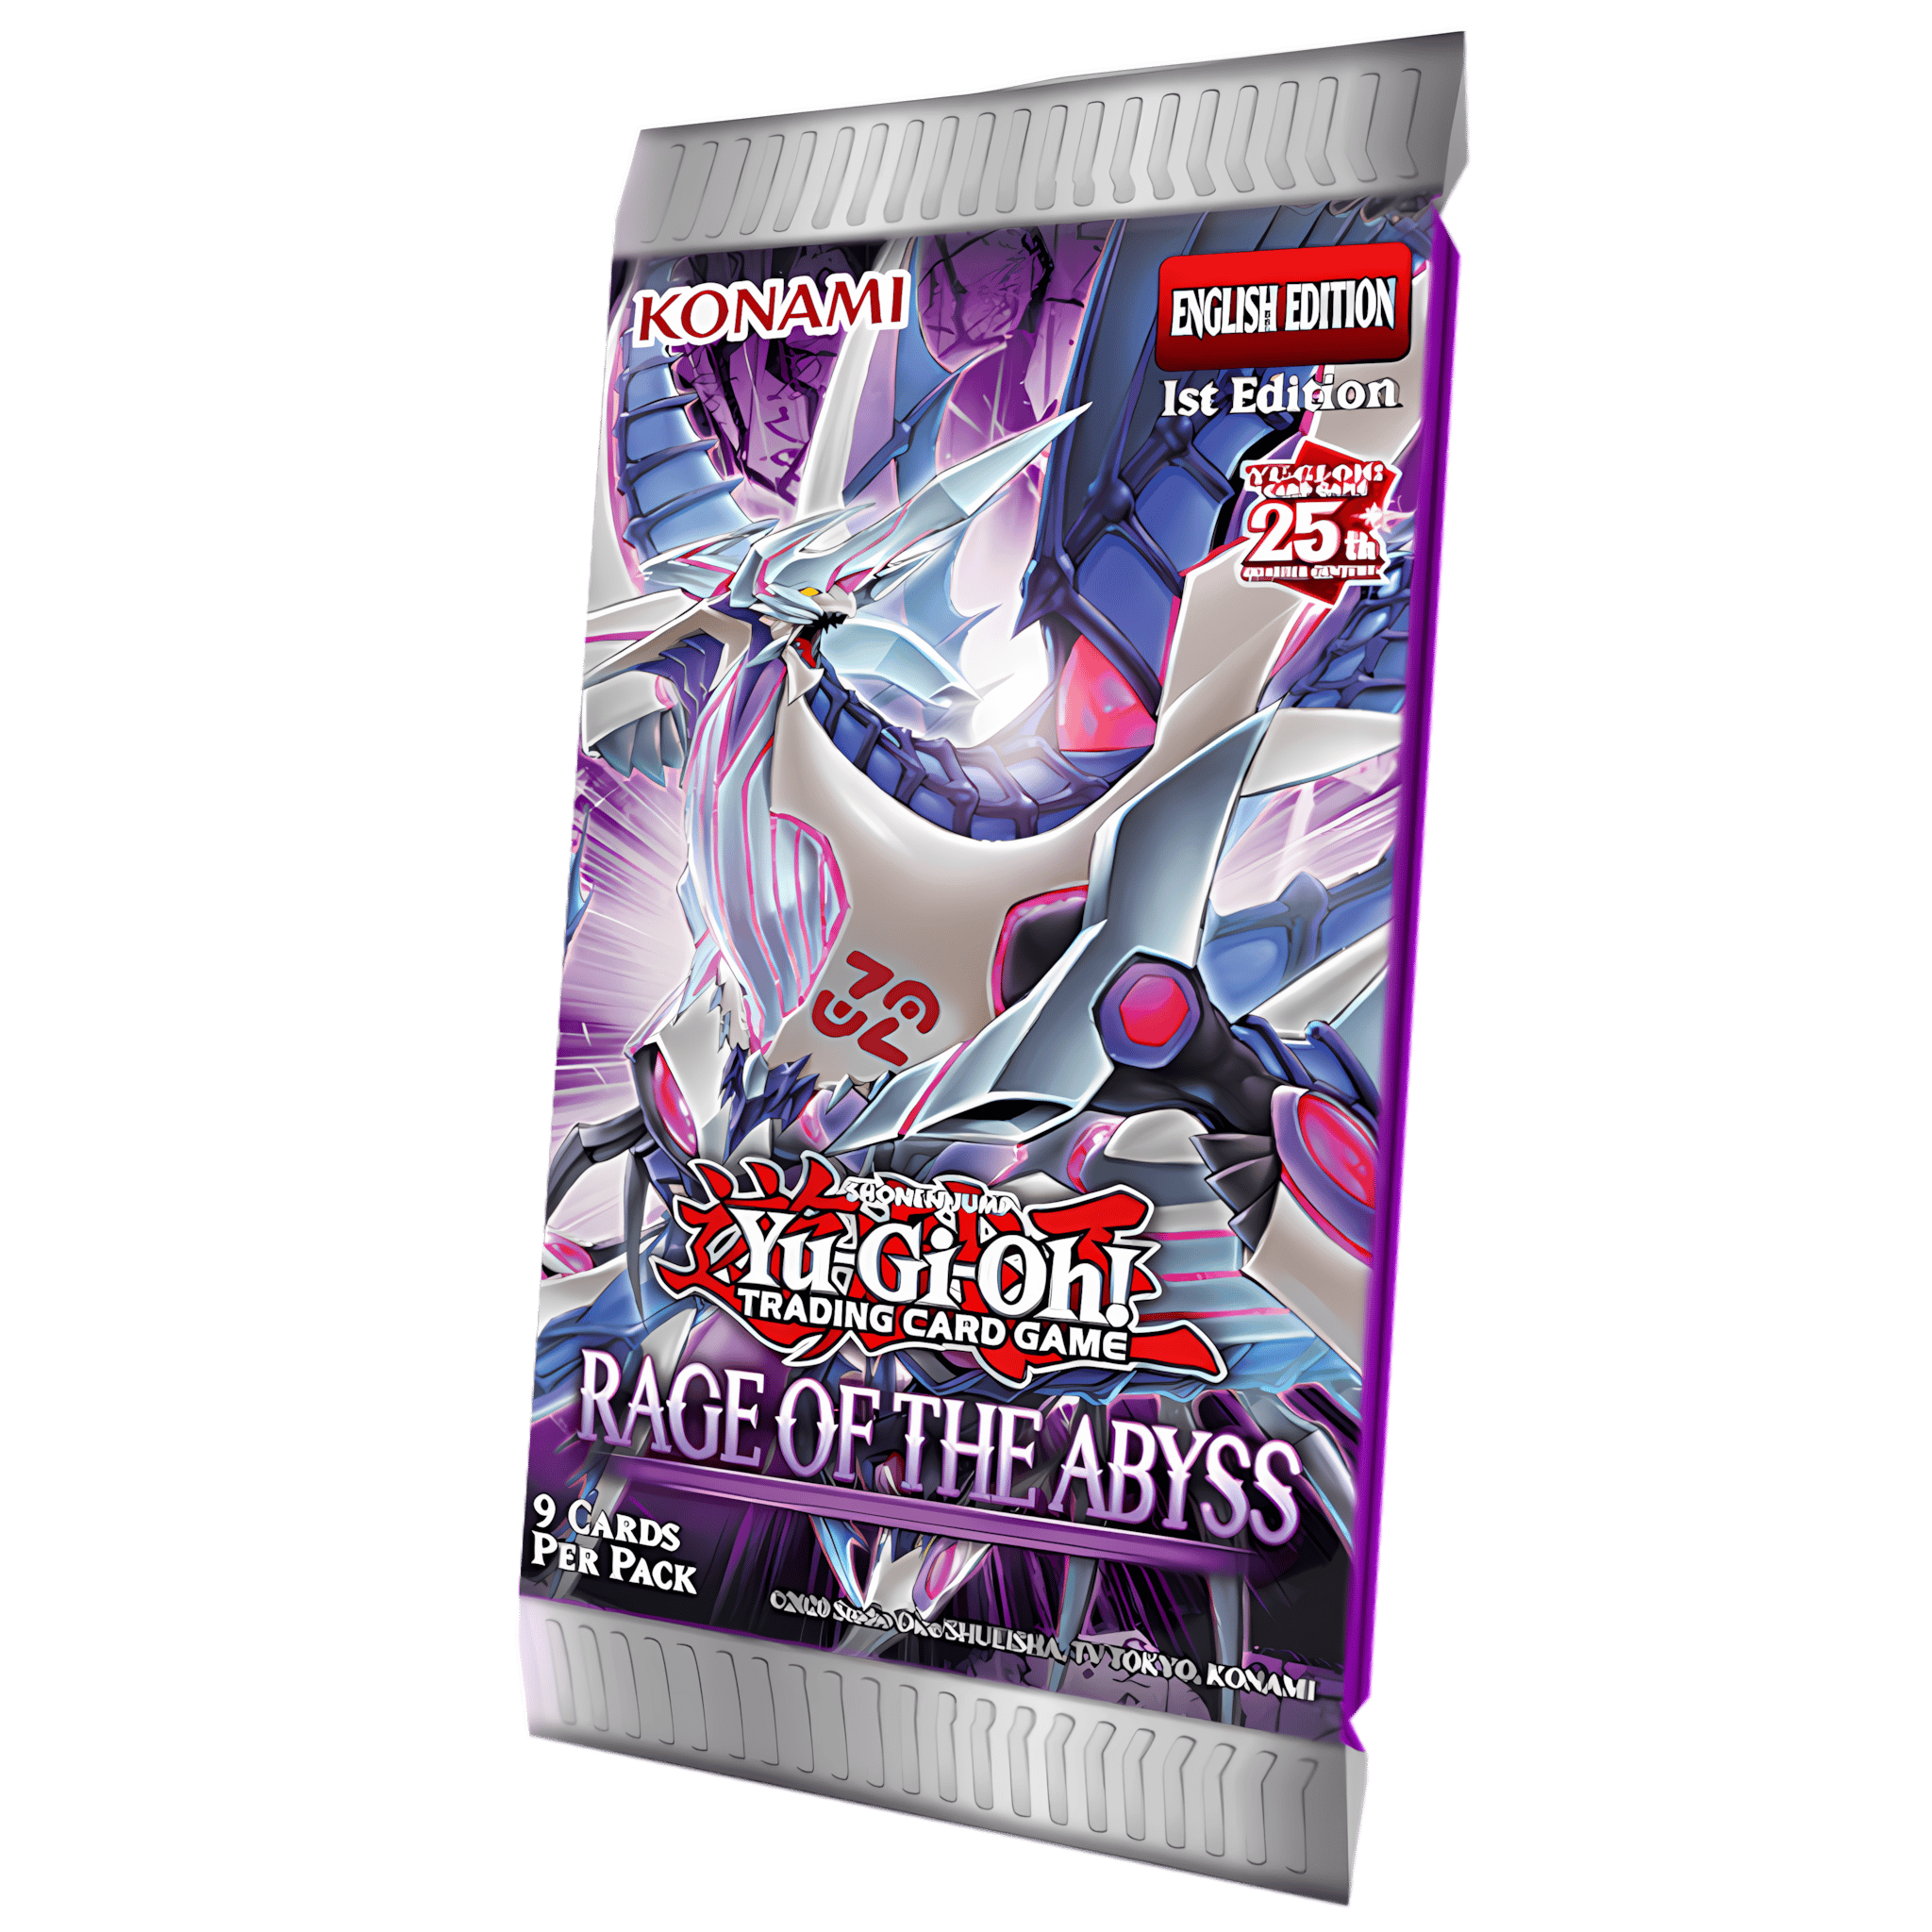 KONAMI
ENGLISH EDITION
1st Edition
25th
SHONEN JUMP
Yu-Gi-Oh!
TRADING CARD GAME
RAGE OF THE ABYSS
9 CARDS
PER PACK
TV TOKYO, KONAMI